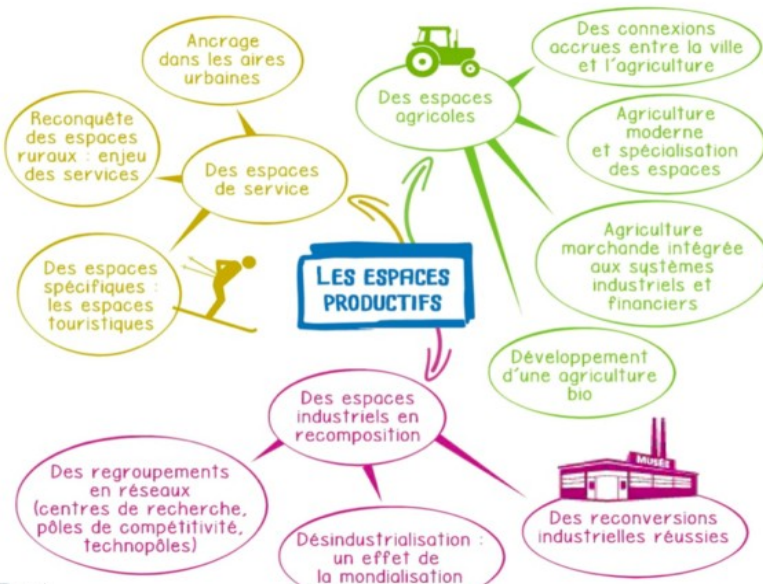 Ancrage
dans les aires
urbaines
Reconquête
des espaces
ruraux : enjeu
des services
Des espaces
de service
Des espaces
spécifiques :
les espaces
touristiques
Des espaces
agricoles
Des connexions
accrues entre la ville
et l'agriculture
Agriculture
moderne
et spécialisation
des espaces
Agriculture
marchande intégrée
aux systèmes
industriels et
financiers
Développement
d'une agriculture
bio
LES ESPACES
PRODUCTIFS
Des espaces
industriels en
recomposition
Des regroupements
en réseaux
(centres de recherche,
pôles de compétitivité,
technopôles)
Désindustrialisation :
un effet de
la mondialisation
MUSÉE
Des reconversions
industrielles réussies